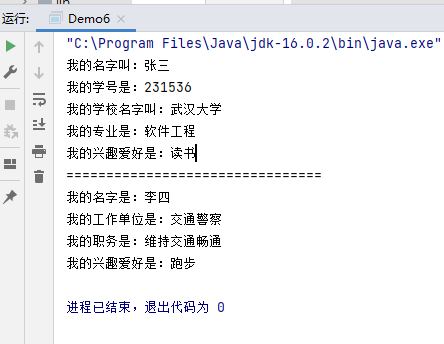 运行:
Demo6
"C:\Program Files\Java\jdk-16.0.2\bin\java.exe"
我的名字叫：张三
我的学号是：231536
我的学校名字叫：武汉大学
我的专业是：软件工程
我的兴趣爱好是：读书
================================
我的名字是：李四
我的工作单位是：交通警察
我的职务是：维持交通畅通
我的兴趣爱好是：跑步
进程已结束，退出代码为 0